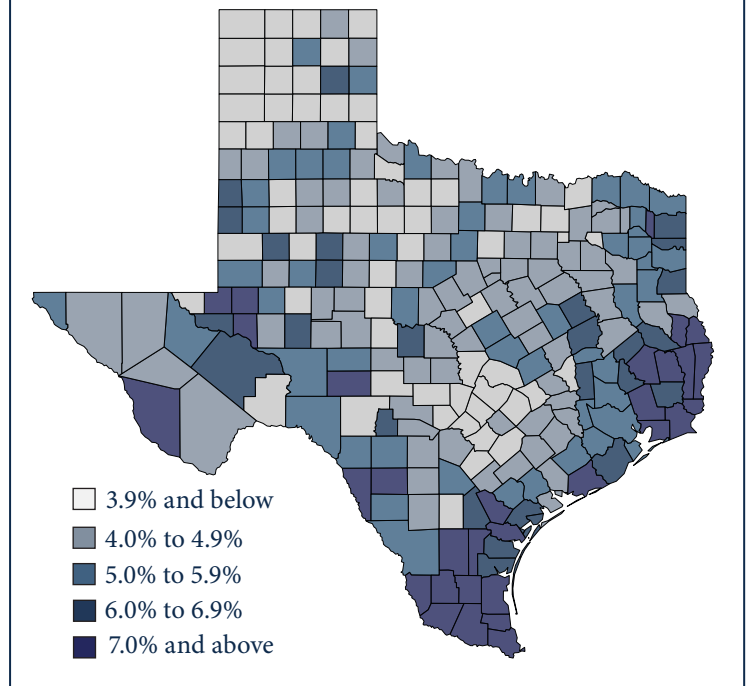 3.9% and below
4.0% to 4.9%
5.0% to 5.9%
6.0% to 6.9%
7.0% and above